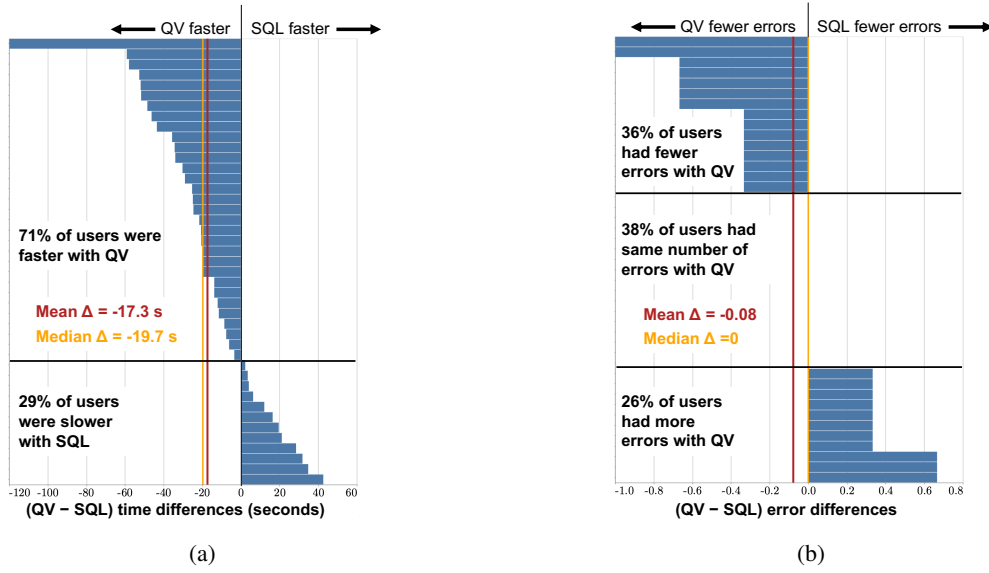 QV faster SQL faster
71% of users were
faster with QV
Mean Δ = -17.3 s
Median Δ = -19.7 s
29% of users
were slower
with SQL
-120 -100 -80 -60 -40 -20 0 20 40 60
(QV – SQL) time differences (seconds)
(a)
QV fewer errors SQL fewer errors
36% of users
had fewer
errors with QV
38% of users had
same number of
errors with QV
Mean Δ = -0.08
Median Δ =0
26% of users
had more
errors with QV
-1.0 -0.8 -0.6 -0.4 -0.2 0.0 0.2 0.4 0.6 0.8
(QV – SQL) error differences
(b)